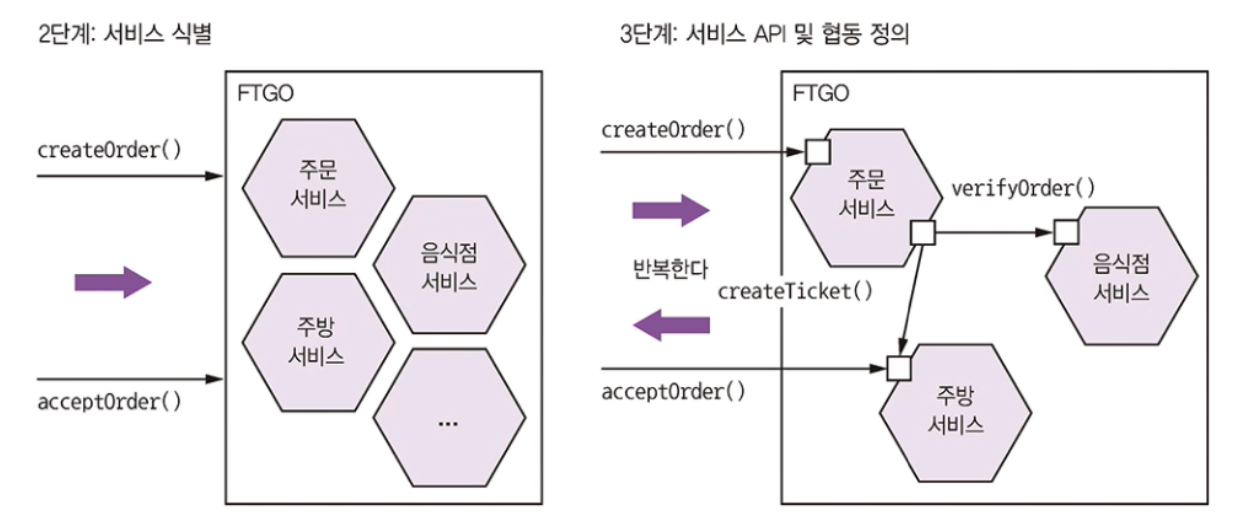 2단계: 서비스 식별
FTGO
createOrder()
주문
서비스
음식점
서비스
주방
서비스
acceptOrder()
...
3단계: 서비스 API 및 협동 정의
FTGO
createOrder()
주문
서비스
verifyOrder()
반복한다
createTicket()
음식점
서비스
acceptOrder()
주방
서비스